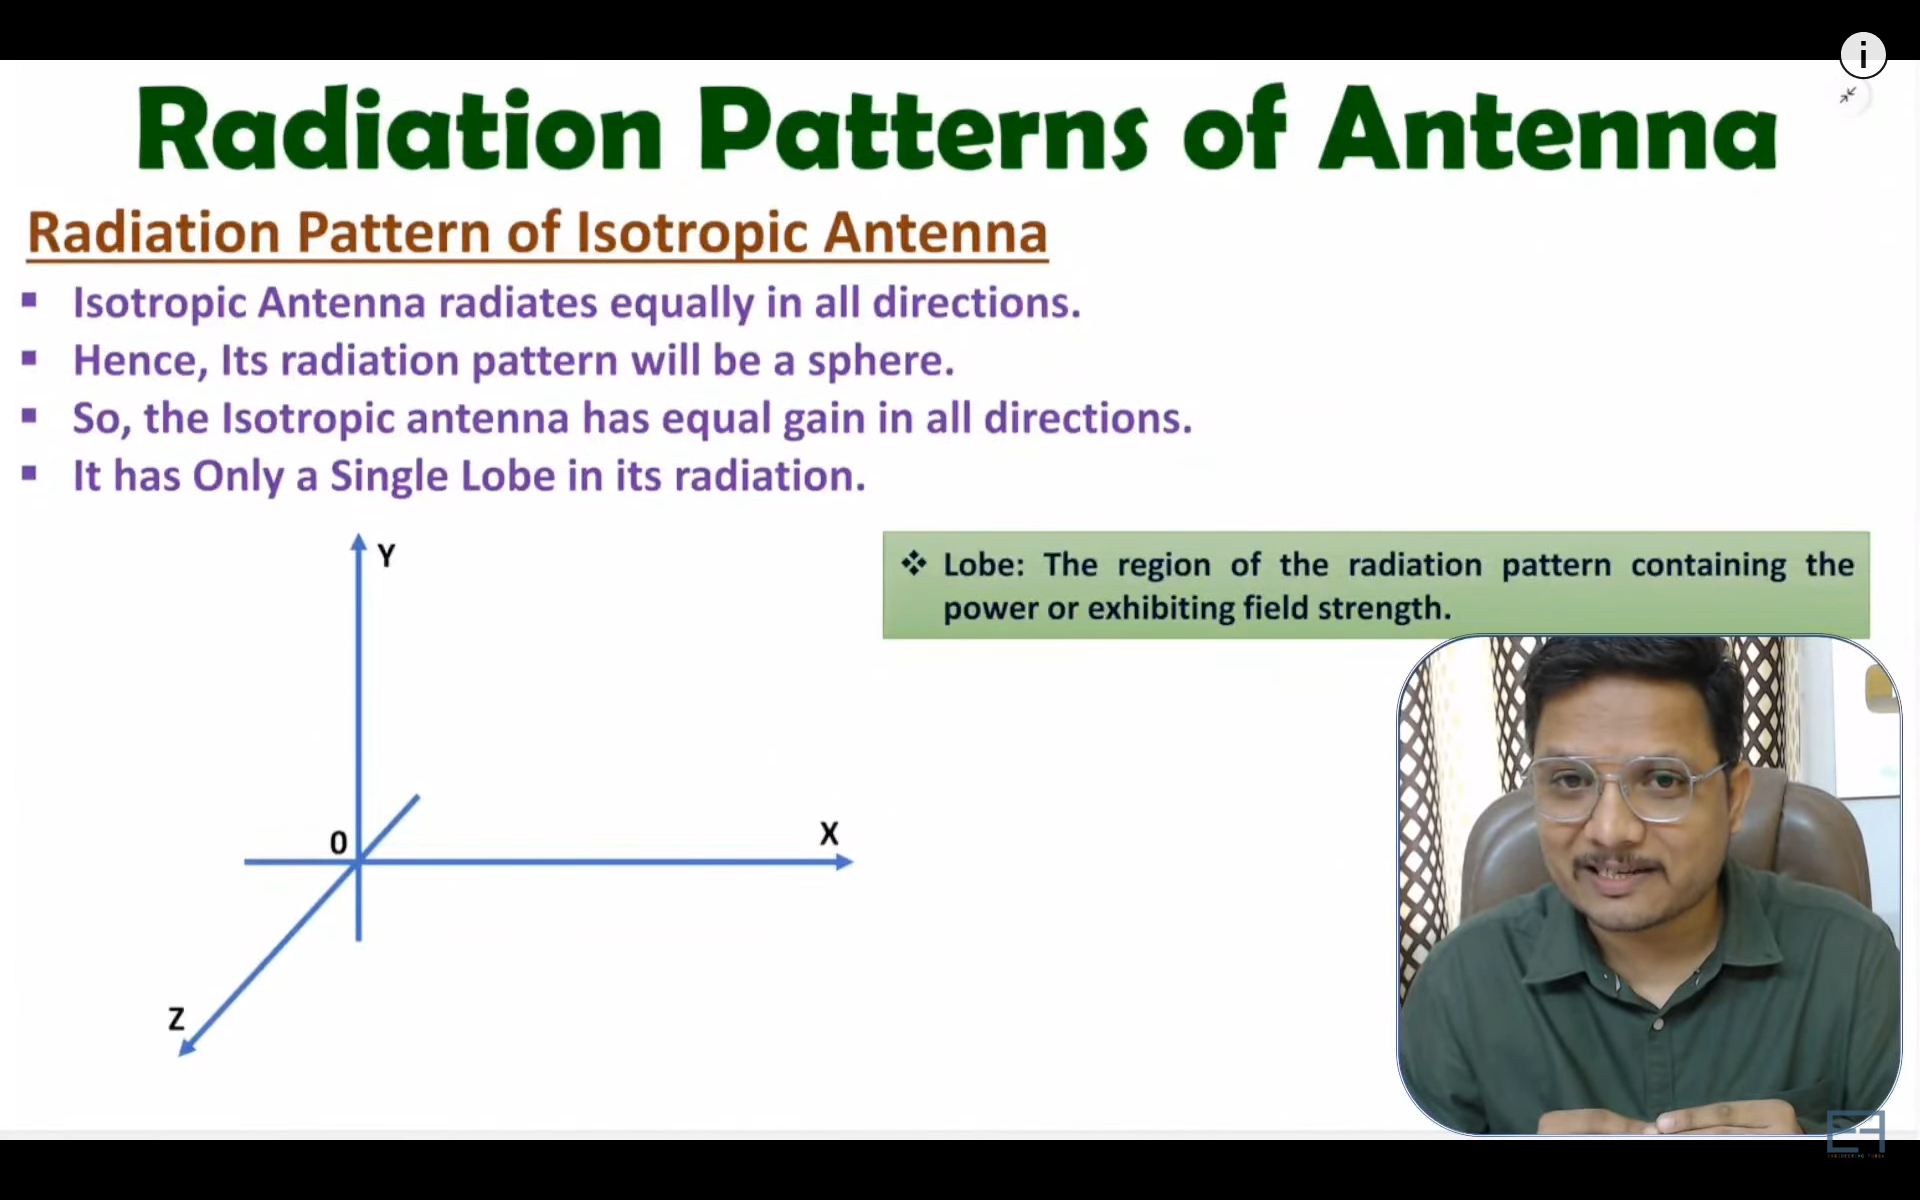 i
Radiation Patterns of Antenna
Radiation Pattern of Isotropic Antenna
▪ Isotropic Antenna radiates equally in all directions.
▪ Hence, Its radiation pattern will be a sphere.
▪ So, the Isotropic antenna has equal gain in all directions.
▪ It has Only a Single Lobe in its radiation.
Y
❖ Lobe: The region of the radiation pattern containing the
power or exhibiting field strength.
0
X
Z
ENGINEERING FUNDA